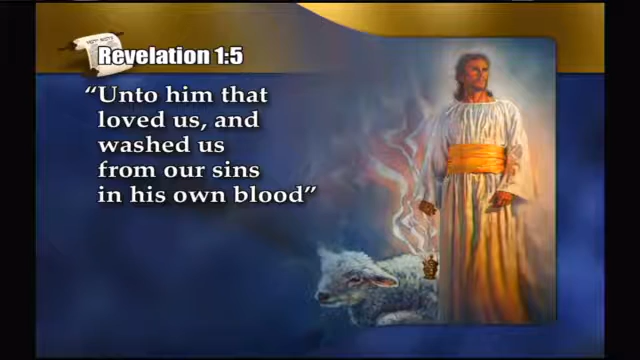 Revelation 1:5
“Unto him that
loved us, and
washed us
from our sins
in his own blood”